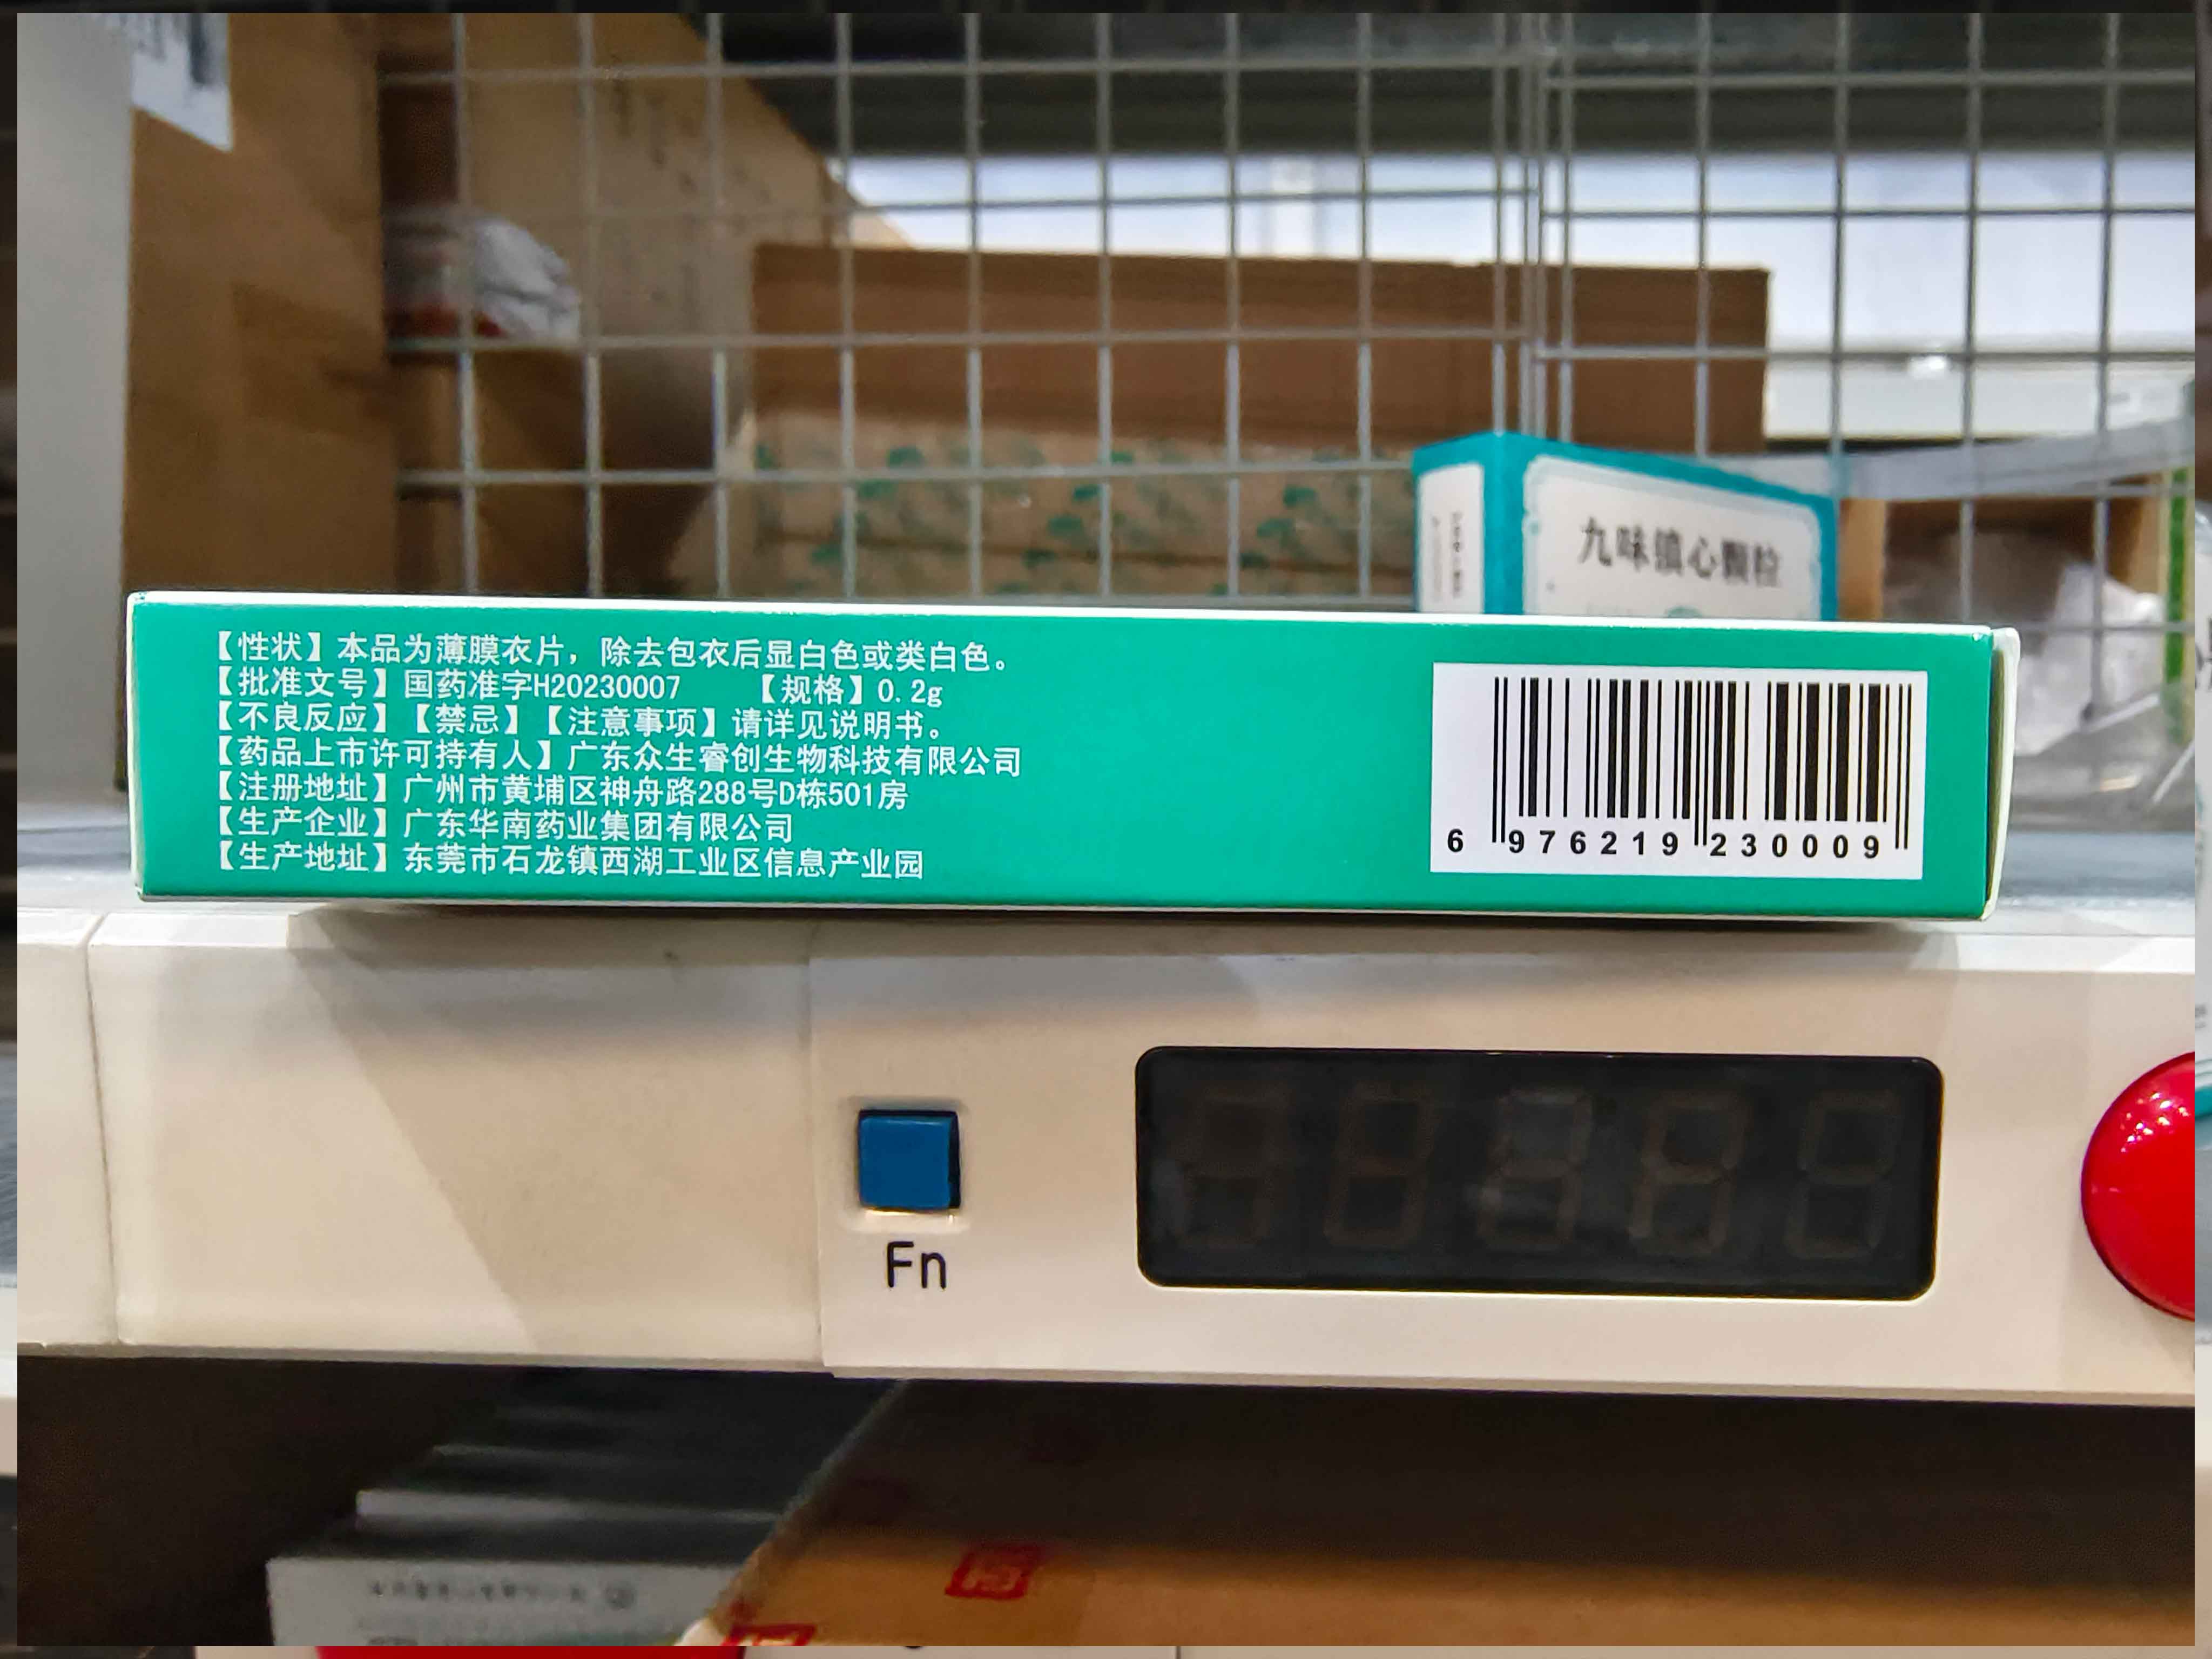 九味镇心颗粒
【性状】本品为薄膜衣片，除去包衣后显白色或类白色。
【批准文号】国药准字H20230007 【规格】0.2g
【不良反应】【禁忌】【注意事项】请详见说明书。
【药品上市许可持有人】广东众生睿创生物科技有限公司
【注册地址】广州市黄埔区神舟路288号D栋501房
【生产企业】广东华南药业集团有限公司
【生产地址】东莞市石龙镇西湖工业区信息产业园
6 976219 230009
Fn